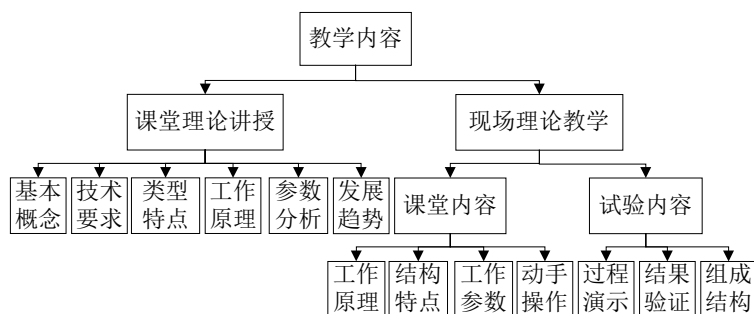 教学内容
课堂理论讲授
现场理论教学
基本
概念
技术
要求
类型
特点
工作
原理
参数
分析
发展
趋势
课堂内容
试验内容
工作
原理
结构
特点
工作
参数
动手
操作
过程
演示
结果
验证
组成
结构